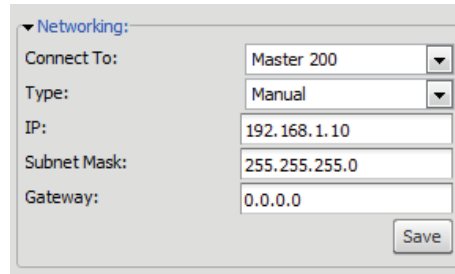 Networking:
Connect To: Master 200
Type: Manual
IP: 192.168.1.10
Subnet Mask: 255.255.255.0
Gateway: 0.0.0.0
Save